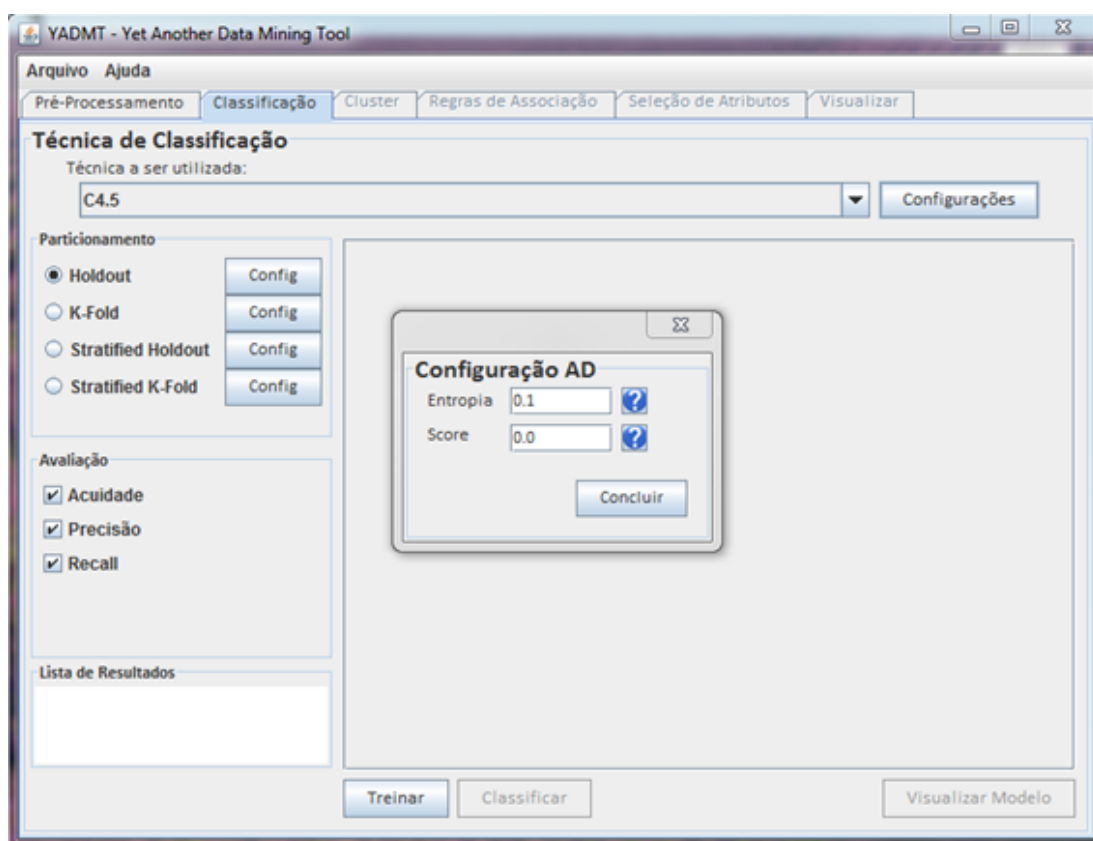 YADMT - Yet Another Data Mining Tool
Arquivo Ajuda
Pré-Processamento Classificação Cluster Regras de Associação Seleção de Atributos Visualizar
Técnica de Classificação
Técnica a ser utilizada:
C4.5 Configurações
Particionamento
Holdout Config
K-Fold Config
Stratified Holdout Config
Stratified K-Fold Config
Avaliação
Acuidade
Precisão
Recall
Lista de Resultados
Configuração AD
Entropia 0.1 ?
Score 0.0 ?
Concluir
Treinar Classificar Visualizar Modelo